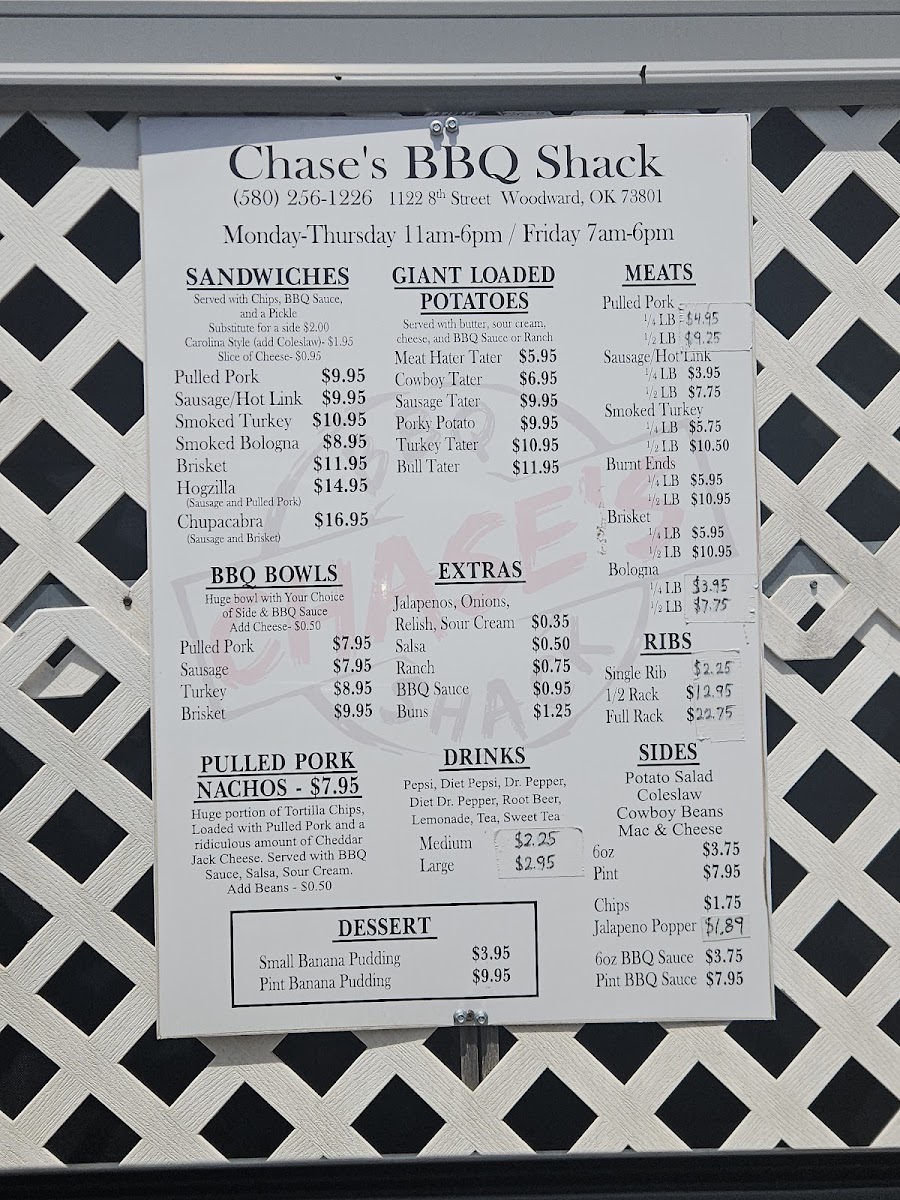 Chase's BBQ Shack
(580) 256-1226 1122 8th Street Woodward, OK 73801
Monday-Thursday 11am-6pm / Friday 7am-6pm
SANDWICHES
Served with Chips, BBQ Sauce,
and a Pickle
Substitute for a side $2.00
Carolina Style (add Coleslaw)- $1.95
Slice of Cheese- $0.95
Pulled Pork $9.95
Sausage/Hot Link $9.95
Smoked Turkey $10.95
Smoked Bologna $8.95
Brisket $11.95
Hogzilla $14.95
(Sausage and Pulled Pork)
Chupacabra $16.95
(Sausage and Brisket)
GIANT LOADED
POTATOES
Served with butter, sour cream,
cheese, and BBQ Sauce or Ranch
Meat Hater Tater $5.95
Cowboy Tater $6.95
Sausage Tater $9.95
Porky Potato $9.95
Turkey Tater $10.95
Bull Tater $11.95
MEATS
Pulled Pork
1/4 LB $4.95
1/2 LB $9.25
Sausage/Hot Link
1/4 LB $3.95
1/2 LB $7.75
Smoked Turkey
1/4 LB $5.75
1/2 LB $10.50
Burnt Ends
1/4 LB $5.95
1/2 LB $10.95
Brisket
1/4 LB $5.95
1/2 LB $10.95
Bologna
1/4 LB $3.95
1/2 LB $7.75
BBQ BOWLS
Huge bowl with Your Choice
of Side & BBQ Sauce
Add Cheese- $0.50
Pulled Pork $7.95
Sausage $7.95
Turkey $8.95
Brisket $9.95
EXTRAS
Jalapenos, Onions,
Relish, Sour Cream $0.35
Salsa $0.50
Ranch $0.75
BBQ Sauce $0.95
Buns $1.25
RIBS
Single Rib $2.25
1/2 Rack $12.95
Full Rack $22.75
PULLED PORK
NACHOS - $7.95
Huge portion of Tortilla Chips,
Loaded with Pulled Pork and a
ridiculous amount of Cheddar
Jack Cheese. Served with BBQ
Sauce, Salsa, Sour Cream.
Add Beans - $0.50
DRINKS
Pepsi, Diet Pepsi, Dr. Pepper,
Diet Dr. Pepper, Root Beer,
Lemonade, Tea, Sweet Tea
Medium $2.25
Large $2.95
SIDES
Potato Salad
Coleslaw
Cowboy Beans
Mac & Cheese
6oz $3.75
Pint $7.95
Chips $1.75
Jalapeno Popper $1.89
6oz BBQ Sauce $3.75
Pint BBQ Sauce $7.95
DESSERT
Small Banana Pudding $3.95
Pint Banana Pudding $9.95
BBQ
CHASE'S
SHACK